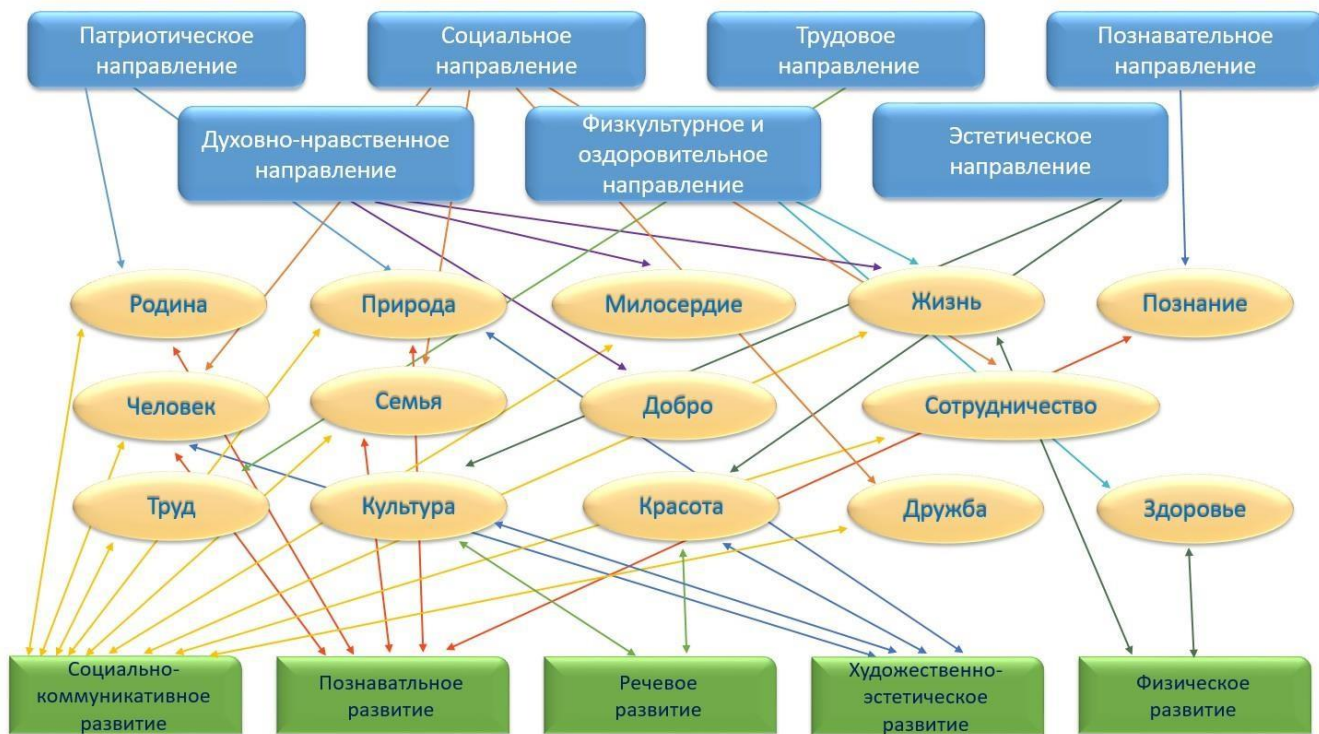 Патриотическое
направление
Социальное
направление
Трудовое
направление
Познавательное
направление
Духовно-нравственное
направление
Физкультурное и
оздоровительное
направление
Эстетическое
направление
Родина
Природа
Милосердие
Жизнь
Познание
Человек
Семья
Добро
Сотрудничество
Труд
Культура
Красота
Дружба
Здоровье
Социально-
коммуникативное
развитие
Познаватльное
развитие
Речевое
развитие
Художественно-
эстетическое
развитие
Физическое
развитие